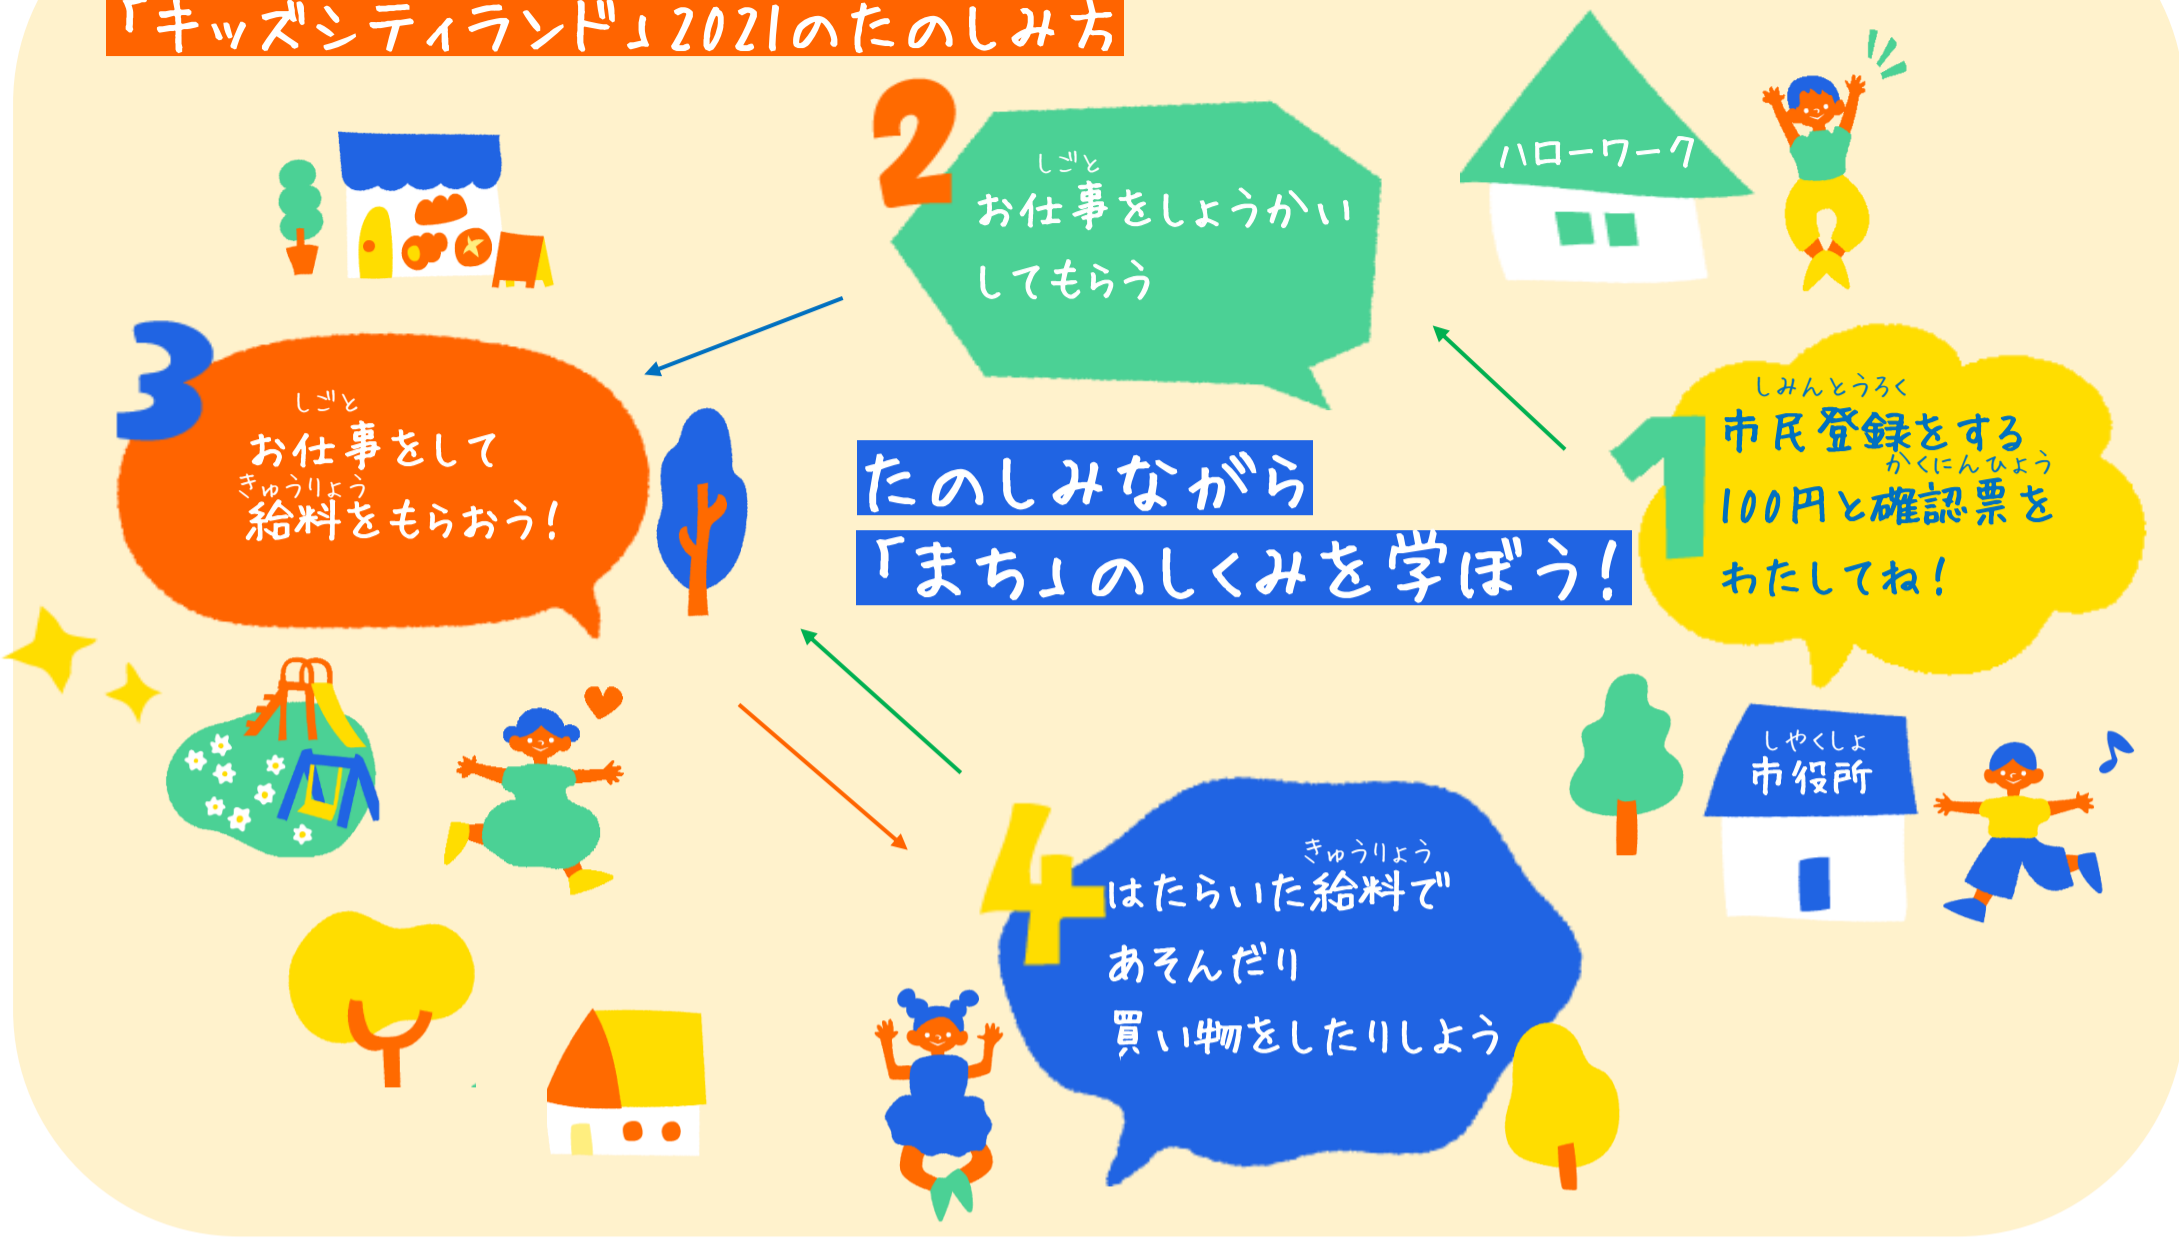 「キッズシティランド」2021のたのしみ方
2
しごと
お仕事をしょうかい
してもらう
ハローワーク
3
しごと
お仕事をして
きゅうりょう
給料をもらおう!
たのしみながら
「まち」のしくみを学ぼう!
1
しみんとうろく
市民登録をする
かくにんひょう
100円と確認票を
わたしてね!
しやくしょ
市役所
4
きゅうりょう
はたらいた給料で
あそんだり
買い物をしたりしよう